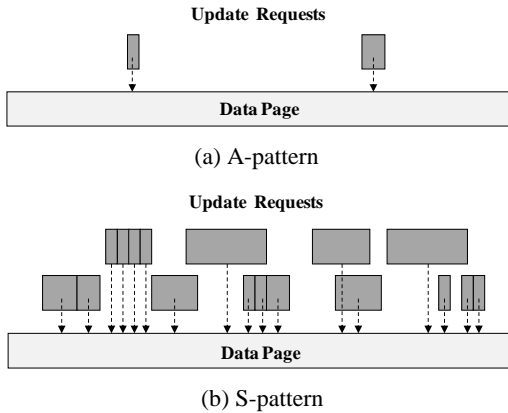 Update Requests
Data Page
(a) A-pattern
Update Requests
Data Page
(b) S-pattern